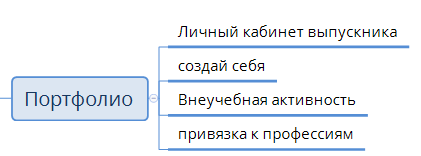 Портфолио
Личный кабинет выпускника
создай себя
Внеучебная активность
привязка к профессиям